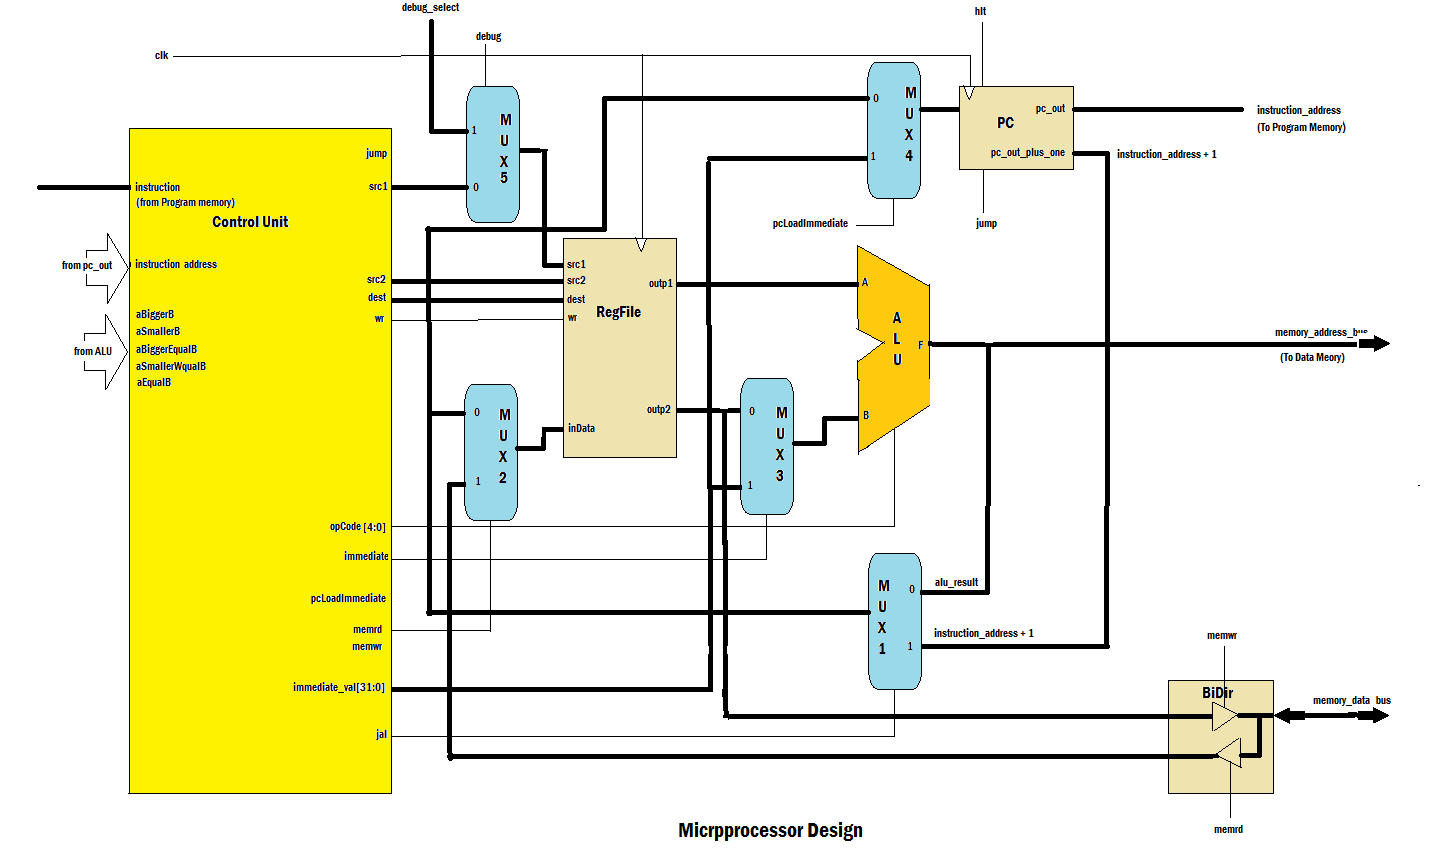 debug_select
hlt
debug
clk
MUX5
1
0
MUX4
0
1
PC
pc_out
pc_out_plus_one
instruction_address
(To Program Memory)
instruction_address + 1
pcLoadImmediate
jump
jump
src1
instruction
(from Program memory)
Control Unit
from pc_out
instruction address
src2
dest
wr
aBiggerB
aSmallerB
from ALU
aBiggerEqualB
aSmallerWqualB
aEqualB
src1
src2
dest
wr
RegFile
outp1
outp2
inData
A
ALU
F
B
memory_address_bus
(To Data Meory)
MUX2
0
1
MUX3
0
1
opCode [4:0]
immediate
pcLoadImmediate
memrd
memwr
immediate_val[31:0]
jal
MUX1
0
1
alu_result
instruction_address + 1
memwr
BiDir
memory_data bus
memrd
Micrpprocessor Design